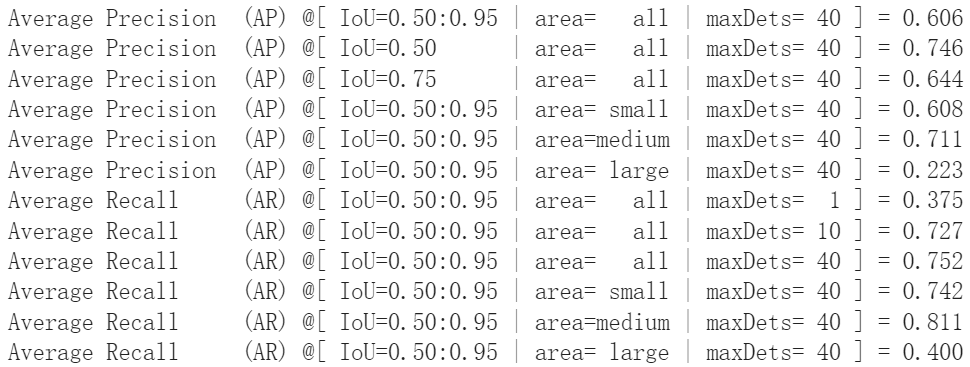 Average Precision  (AP) @[ IoU=0.50:0.95 | area=   all | maxDets= 40 ] = 0.606
Average Precision  (AP) @[ IoU=0.50      | area=   all | maxDets= 40 ] = 0.746
Average Precision  (AP) @[ IoU=0.75      | area=   all | maxDets= 40 ] = 0.644
Average Precision  (AP) @[ IoU=0.50:0.95 | area= small | maxDets= 40 ] = 0.608
Average Precision  (AP) @[ IoU=0.50:0.95 | area=medium | maxDets= 40 ] = 0.711
Average Precision  (AP) @[ IoU=0.50:0.95 | area= large | maxDets= 40 ] = 0.223
Average Recall     (AR) @[ IoU=0.50:0.95 | area=   all | maxDets=  1 ] = 0.375
Average Recall     (AR) @[ IoU=0.50:0.95 | area=   all | maxDets= 10 ] = 0.727
Average Recall     (AR) @[ IoU=0.50:0.95 | area=   all | maxDets= 40 ] = 0.752
Average Recall     (AR) @[ IoU=0.50:0.95 | area= small | maxDets= 40 ] = 0.742
Average Recall     (AR) @[ IoU=0.50:0.95 | area=medium | maxDets= 40 ] = 0.811
Average Recall     (AR) @[ IoU=0.50:0.95 | area= large | maxDets= 40 ] = 0.400